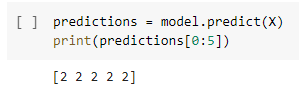 [ ] predictions = model.predict(X)
print(predictions[0:5])
[2 2 2 2 2]